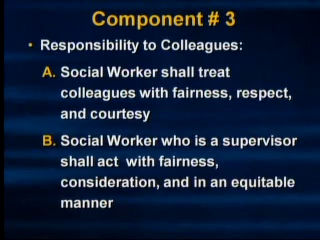 Component # 3
• Responsibility to Colleagues:
A. Social Worker shall treat
colleagues with fairness, respect,
and courtesy
B. Social Worker who is a supervisor
shall act with fairness,
consideration, and in an equitable
manner